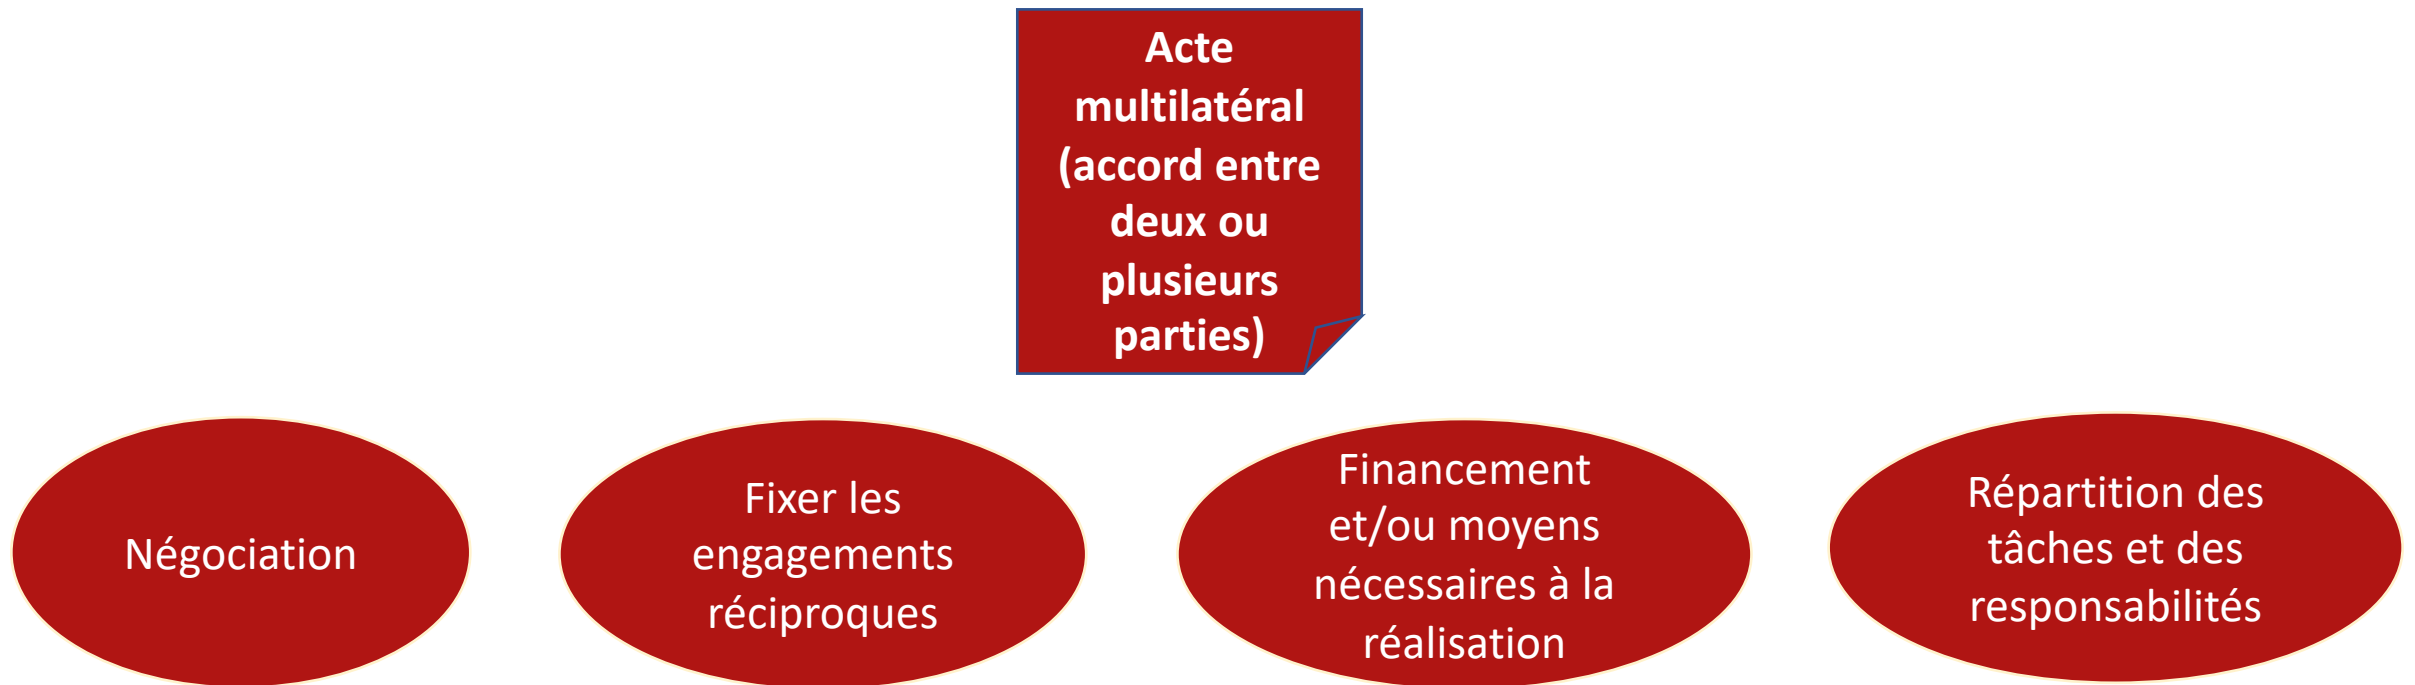 Acte
multilatéral
(accord entre
deux ou
plusieurs
parties)
Négociation
Fixer les
engagements
réciproques
Financement
et/ou moyens
nécessaires à la
réalisation
Répartition des
tâches et des
responsabilités